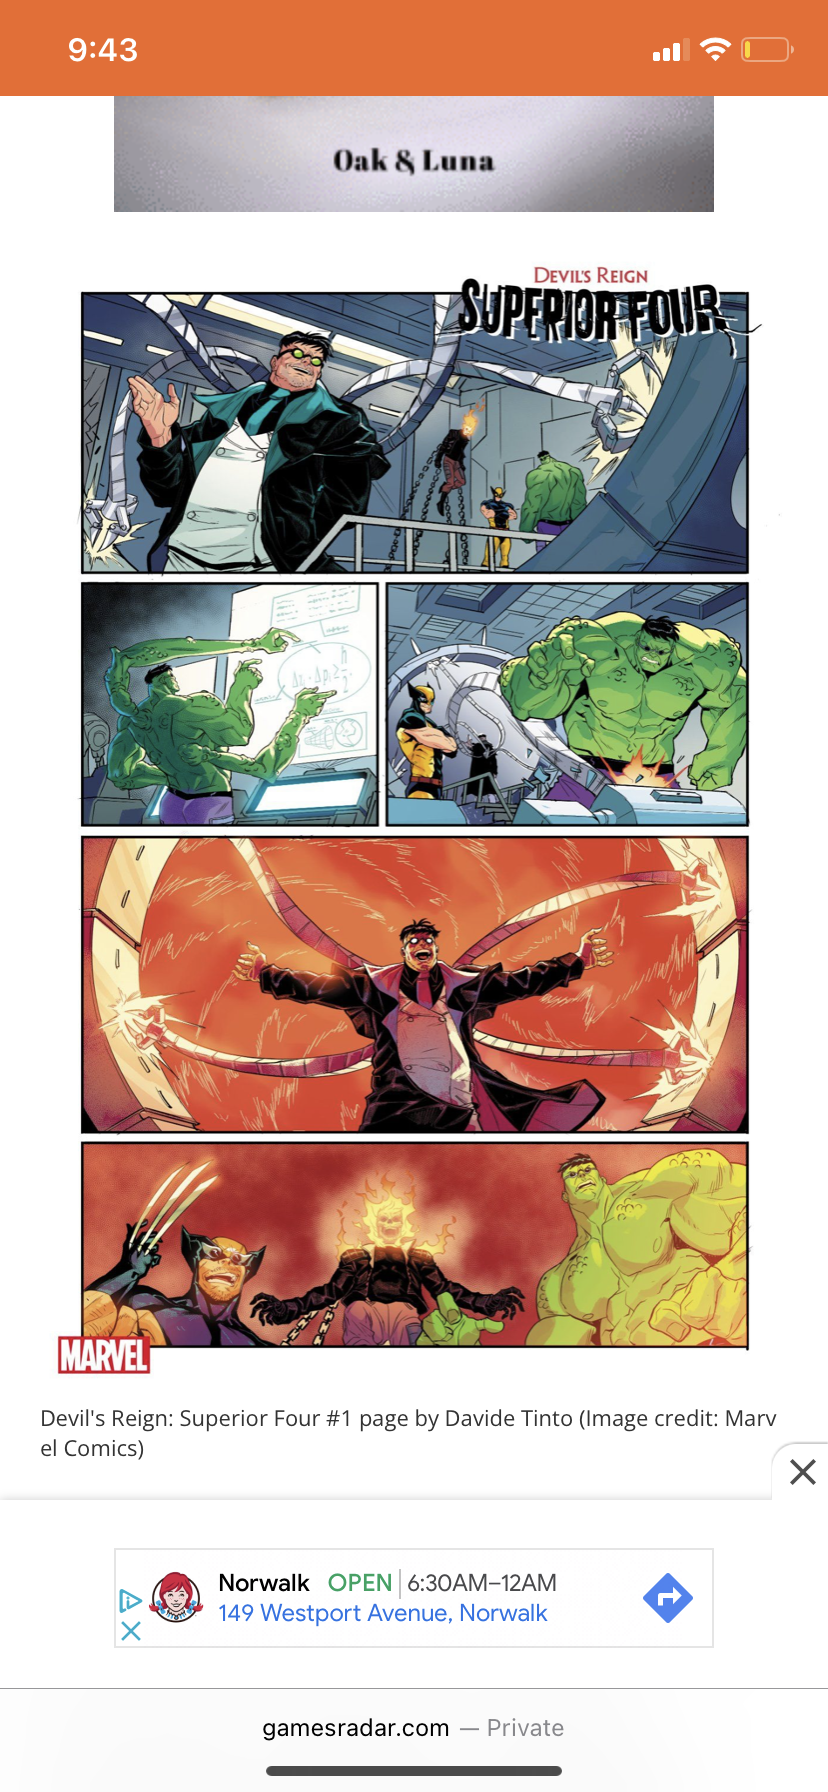 9:43
Oak & Luna
DEVIL'S REIGN
SUPERIOR FOUR
MARVEL
Devil's Reign: Superior Four #1 page by Davide Tinto (Image credit: Marv
el Comics)
Norwalk OPEN | 6:30AM–12AM
149 Westport Avenue, Norwalk
gamesradar.com — Private